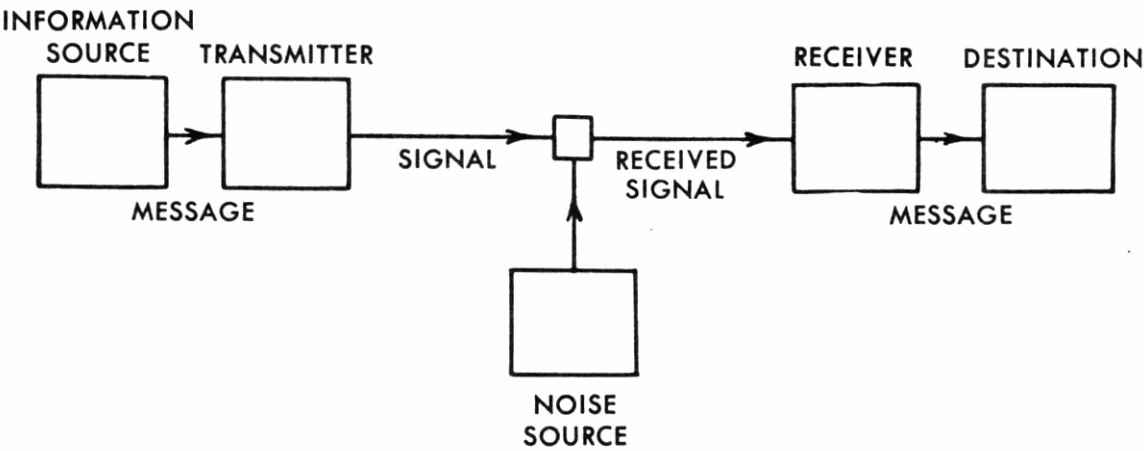 INFORMATION
SOURCE
TRANSMITTER
RECEIVER
DESTINATION
SIGNAL
RECEIVED
SIGNAL
MESSAGE
MESSAGE
NOISE
SOURCE